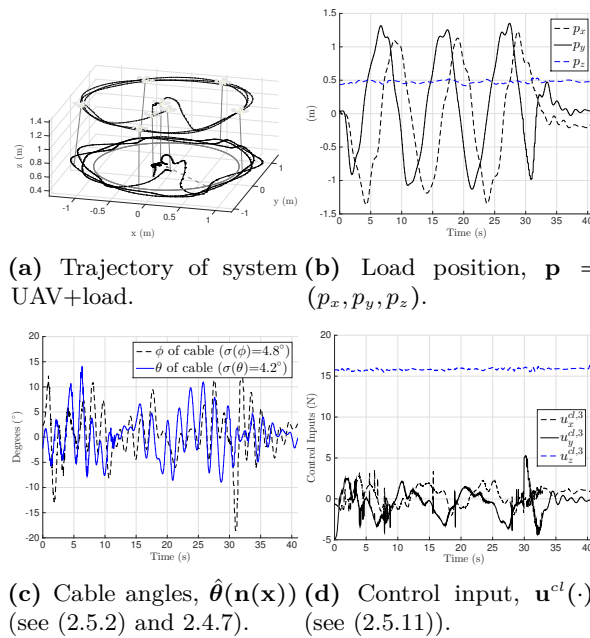 1.4
1.2
1
0.8
0.6
0.4
z (m)
-1
-0.5
0
0.5
1
x (m)
-1
0
1
y (m)
(a) Trajectory of system UAV+load.
1.5
1
0.5
0
-0.5
-1
-1.5
(m)
0 5 10 15 20 25 30 35 40
Time (s)
p_x
p_y
p_z
(b) Load position, p = (p_x, p_y, p_z).
20
15
10
5
0
-5
-10
-15
-20
Degrees (°)
0 5 10 15 20 25 30 35 40
Time (s)
ϕ of cable (σ(ϕ)=4.8°)
θ of cable (σ(θ)=4.2°)
(c) Cable angles, θ̂(n(x)) (see (2.5.2) and 2.4.7).
20
15
10
5
0
-5
Control Inputs (N)
0 5 10 15 20 25 30 35 40
Time (s)
u_x^{cl,3}
u_y^{cl,3}
u_z^{cl,3}
(d) Control input, u^{cl}(·) (see (2.5.11)).